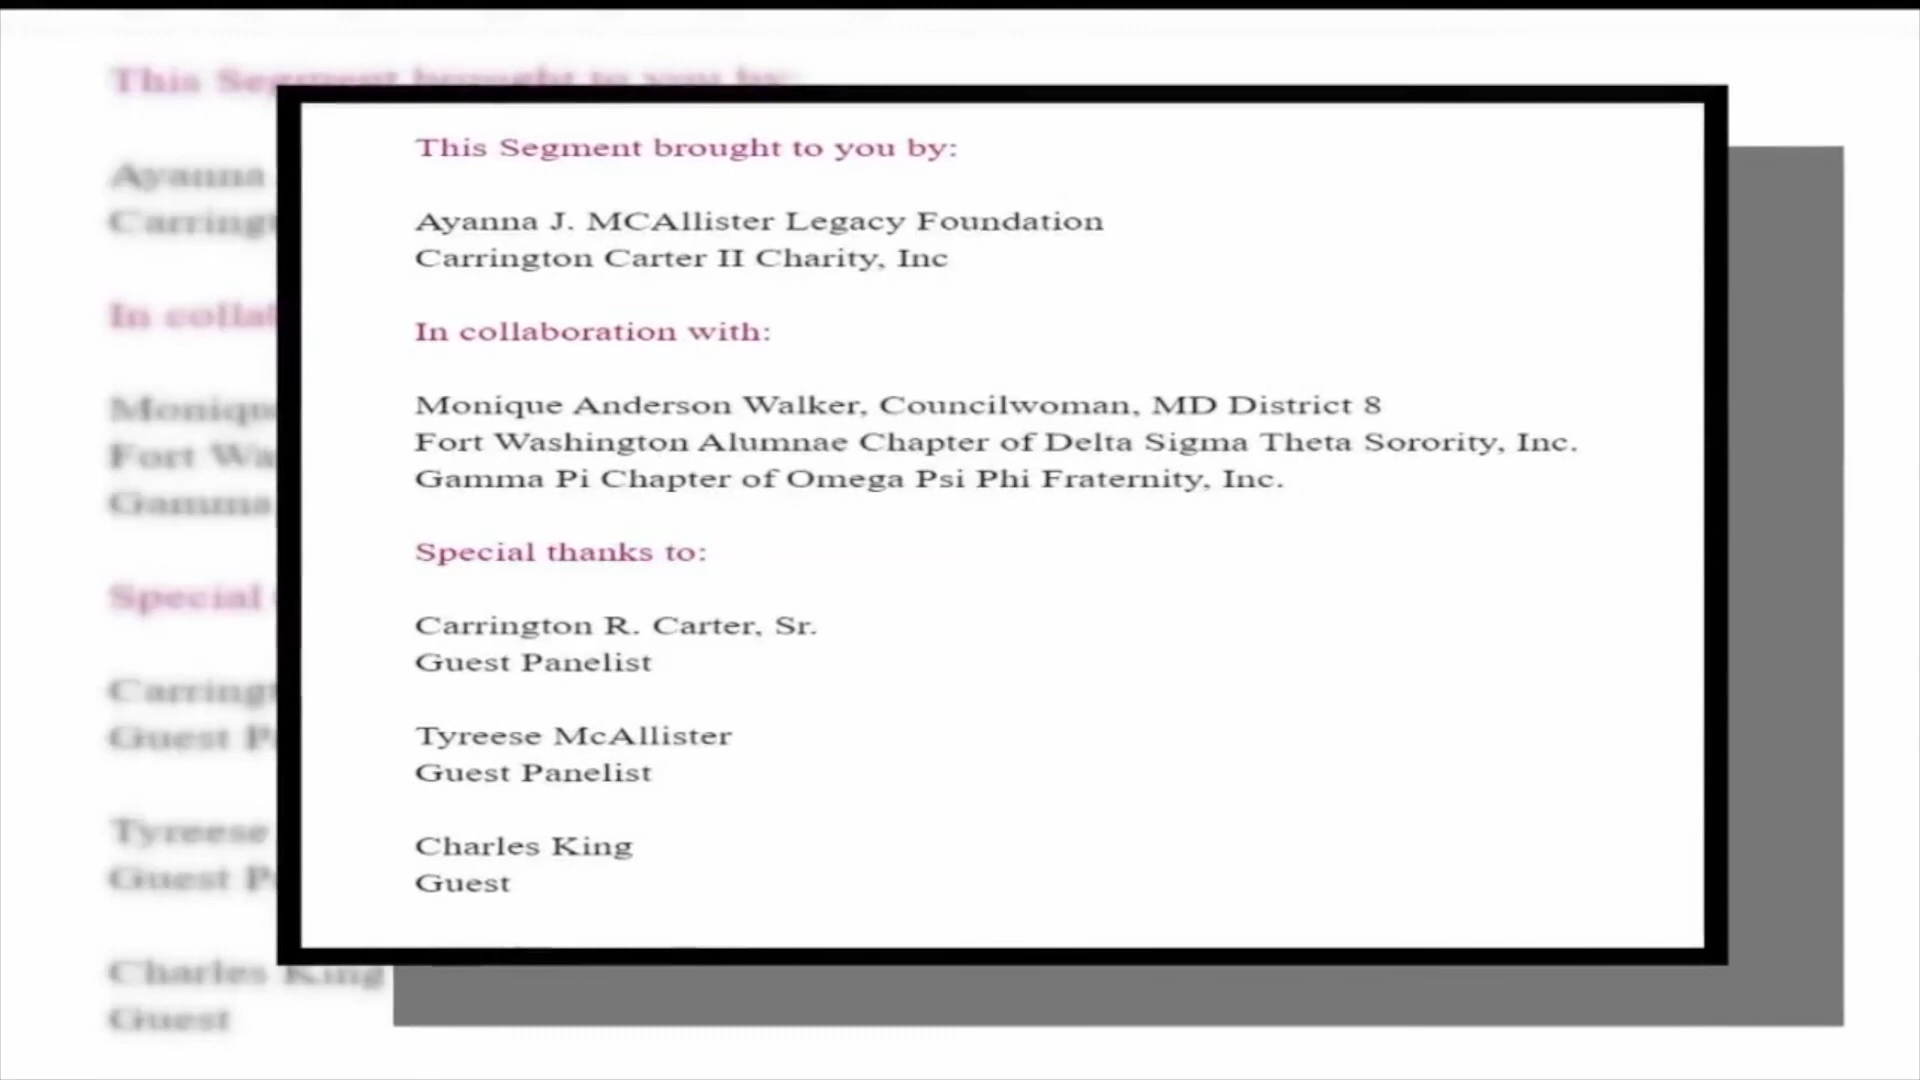 This Segment brought to you by:
Ayanna J. MCAllister Legacy Foundation
Carrington Carter II Charity, Inc
In collaboration with:
Monique Anderson Walker, Councilwoman, MD District 8
Fort Washington Alumnae Chapter of Delta Sigma Theta Sorority, Inc.
Gamma Pi Chapter of Omega Psi Phi Fraternity, Inc.
Special thanks to:
Carrington R. Carter, Sr.
Guest Panelist
Tyreese McAllister
Guest Panelist
Charles King
Guest